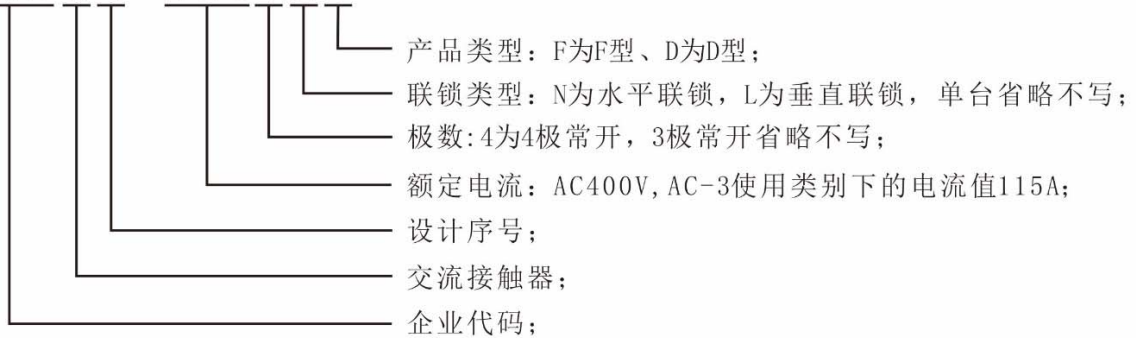 产品类型：F为F型、D为D型；
联锁类型：N为水平联锁，L为垂直联锁，单台省略不写；
极数:4为4极常开，3极常开省略不写；
额定电流：AC400V,AC-3使用类别下的电流值115A；
设计序号；
交流接触器；
企业代码；